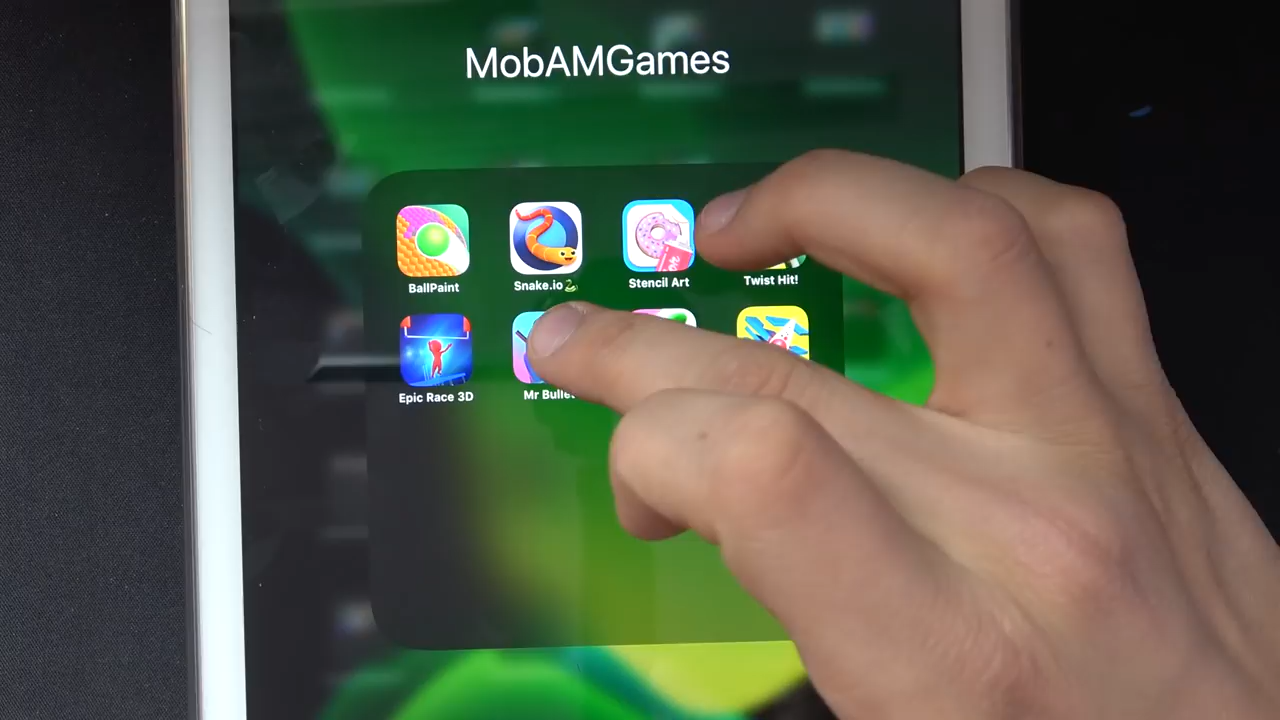 MobAMGames
BallPaint
Snake.io🐍
Stencil Art
Twist Hit!
Epic Race 3D
Mr Bullet